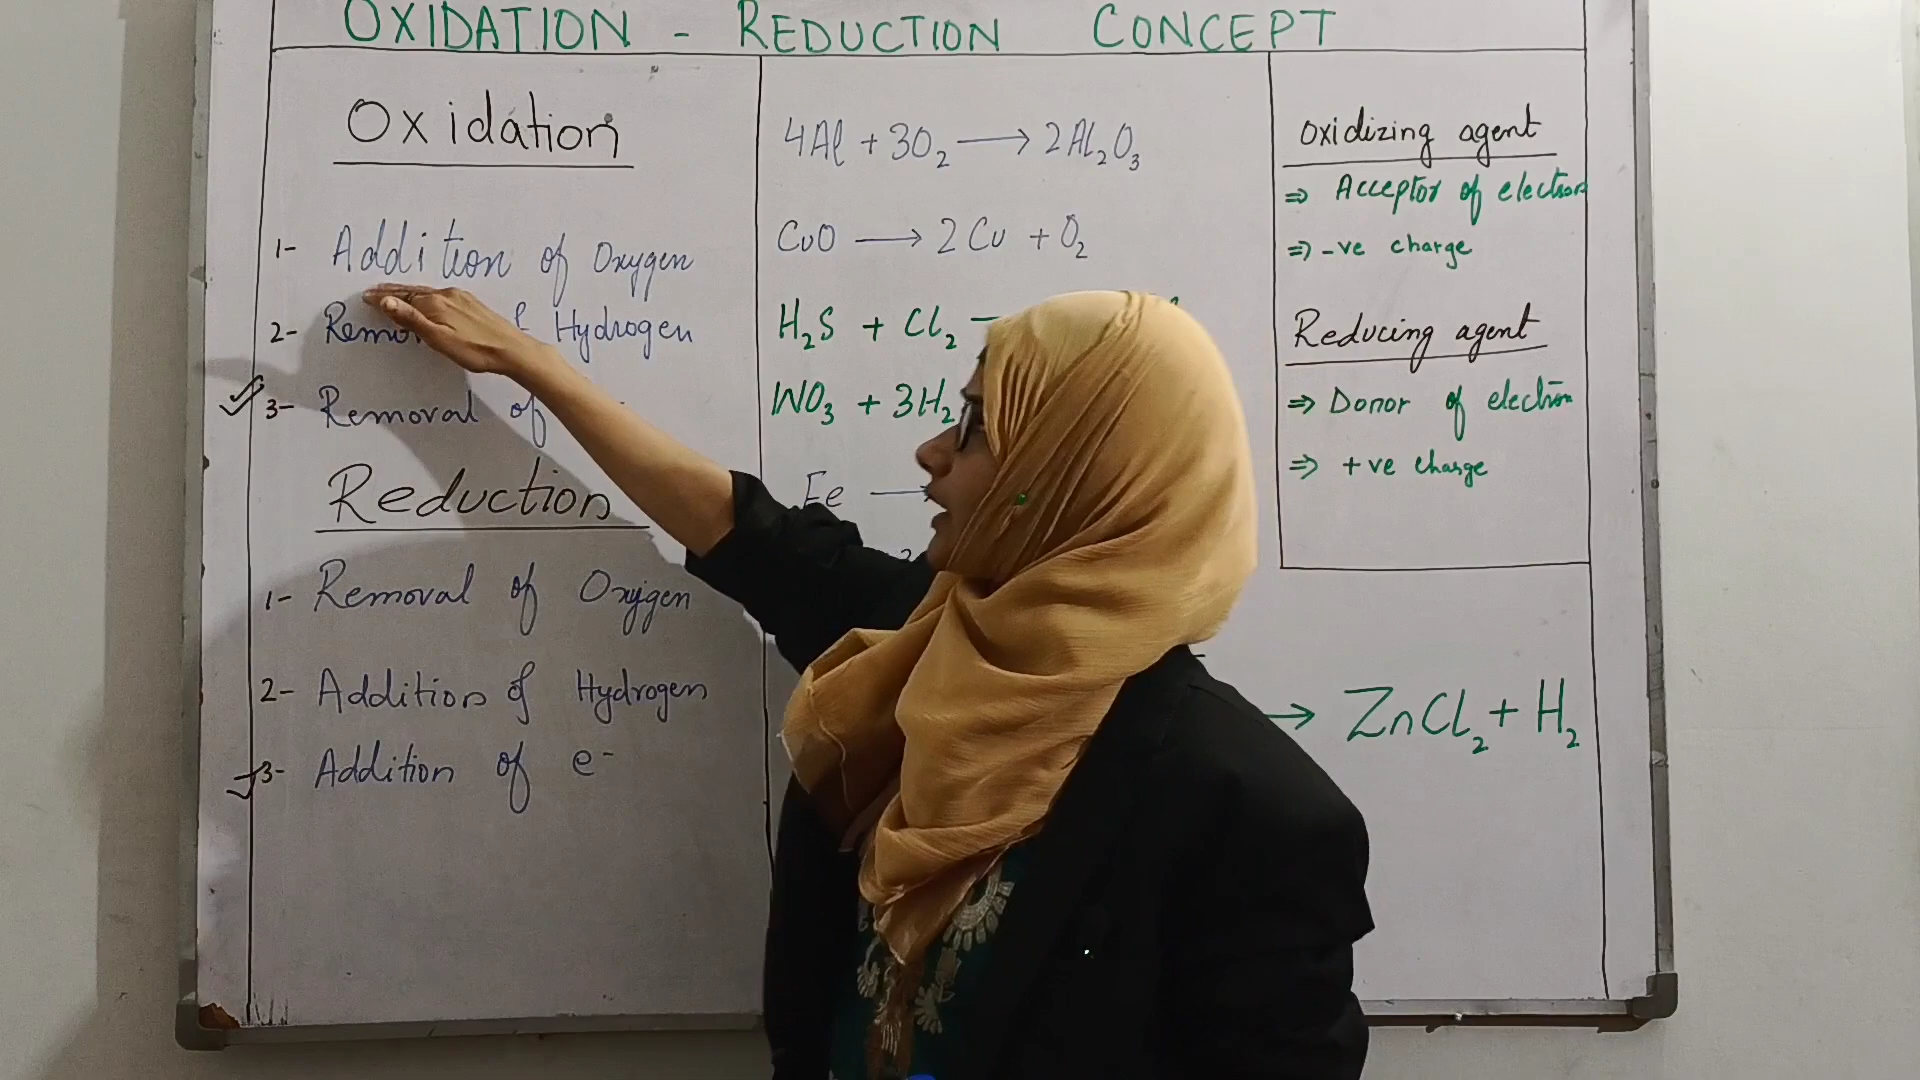 OXIDATION - REDUCTION CONCEPT
Oxidation
1- Addition of Oxygen
2- Hydrogen
3- Removal of
Reduction
1- Removal of Oxygen
2- Addition of Hydrogen
3- Addition of e-
4Al + 3O₂ → 2Al₂O₃
CuO → 2Cu + O₂
H₂S + Cl₂
WO₃ + 3H₂
Fe →
Oxidizing agent
⇒ Acceptor of electron
⇒ -ve charge
Reducing agent
⇒ Donor of electron
⇒ +ve charge
→ ZnCl₂ + H₂